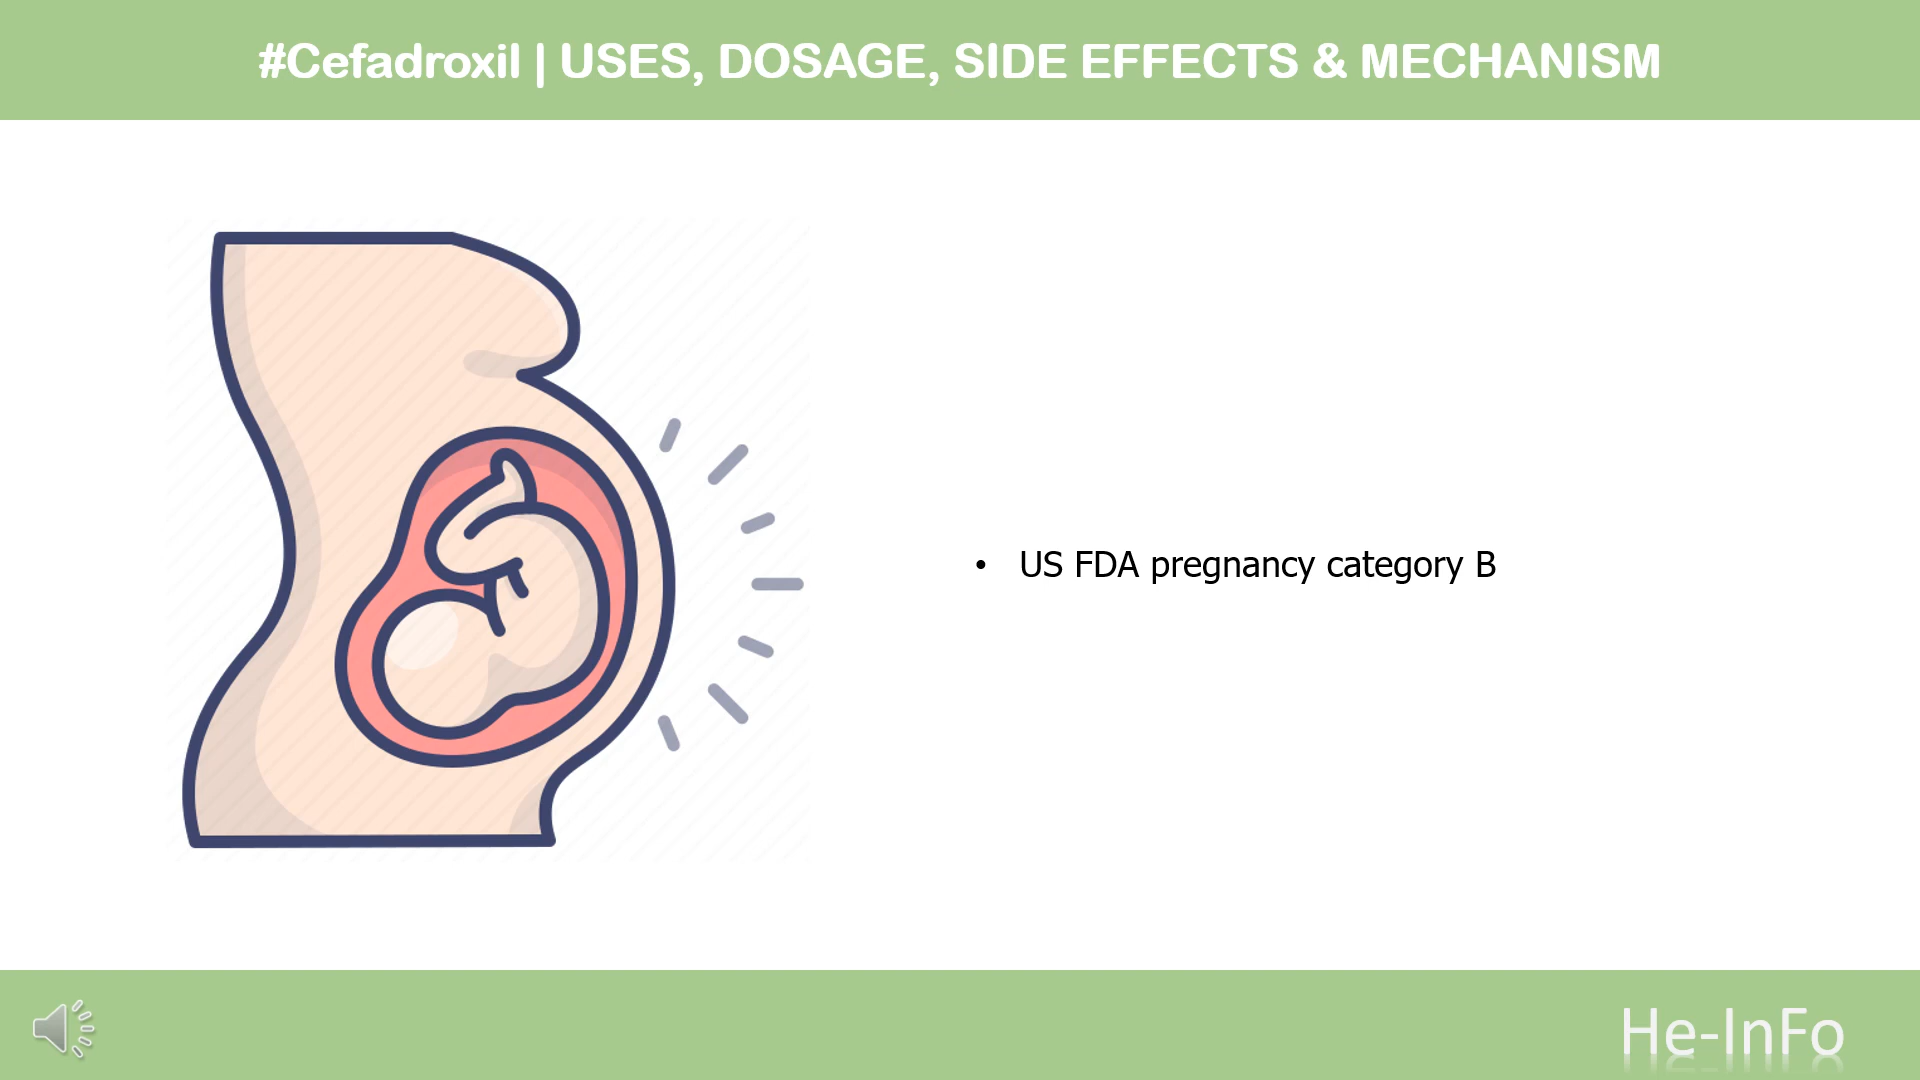 #Cefadroxil | USES, DOSAGE, SIDE EFFECTS & MECHANISM
• US FDA pregnancy category B
He-InFo